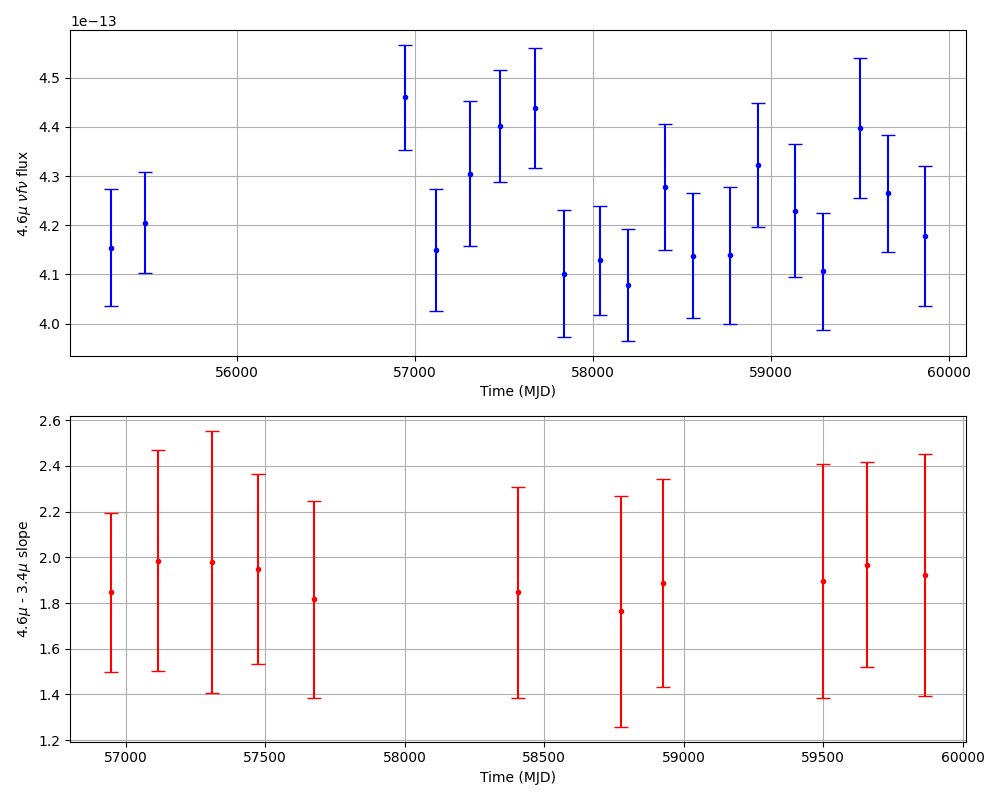 1e−13
4.5
4.4
4.3
4.2
4.1
4.0
4.6μ νfν flux
56000 57000 58000 59000 60000
Time (MJD)
2.6
2.4
2.2
2.0
1.8
1.6
1.4
1.2
4.6μ - 3.4μ slope
57000 57500 58000 58500 59000 59500 60000
Time (MJD)